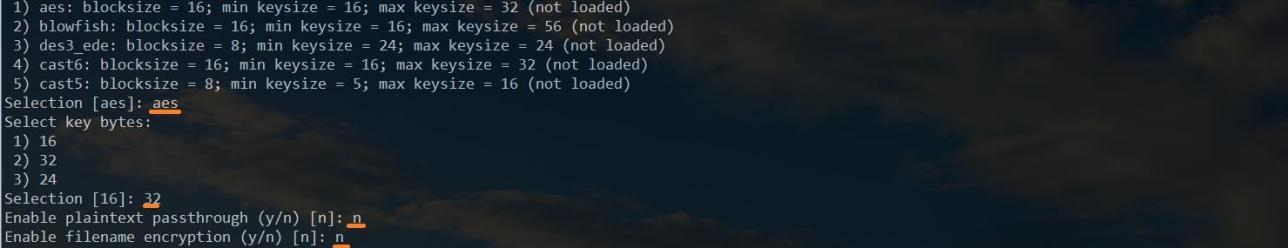 1) aes: blocksize = 16; min keysize = 16; max keysize = 32 (not loaded)
2) blowfish: blocksize = 16; min keysize = 16; max keysize = 56 (not loaded)
3) des3_ede: blocksize = 8; min keysize = 24; max keysize = 24 (not loaded)
4) cast6: blocksize = 16; min keysize = 16; max keysize = 32 (not loaded)
5) cast5: blocksize = 8; min keysize = 5; max keysize = 16 (not loaded)
Selection [aes]: aes
Select key bytes:
1) 16
2) 32
3) 24
Selection [16]: 32
Enable plaintext passthrough (y/n) [n]: n
Enable filename encryption (y/n) [n]: n